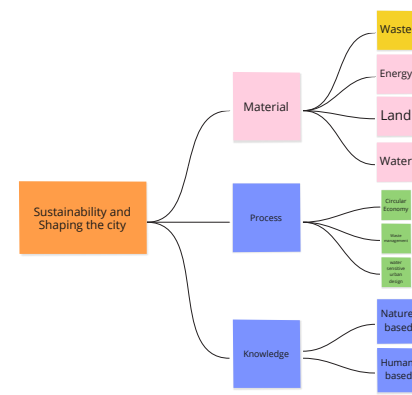 Sustainability and
Shaping the city
Material
Waste
Energy
Land
Water
Process
Circular
Economy
Waste
management
water
sensitive
urban
design
Knowledge
Nature
based
Human
based